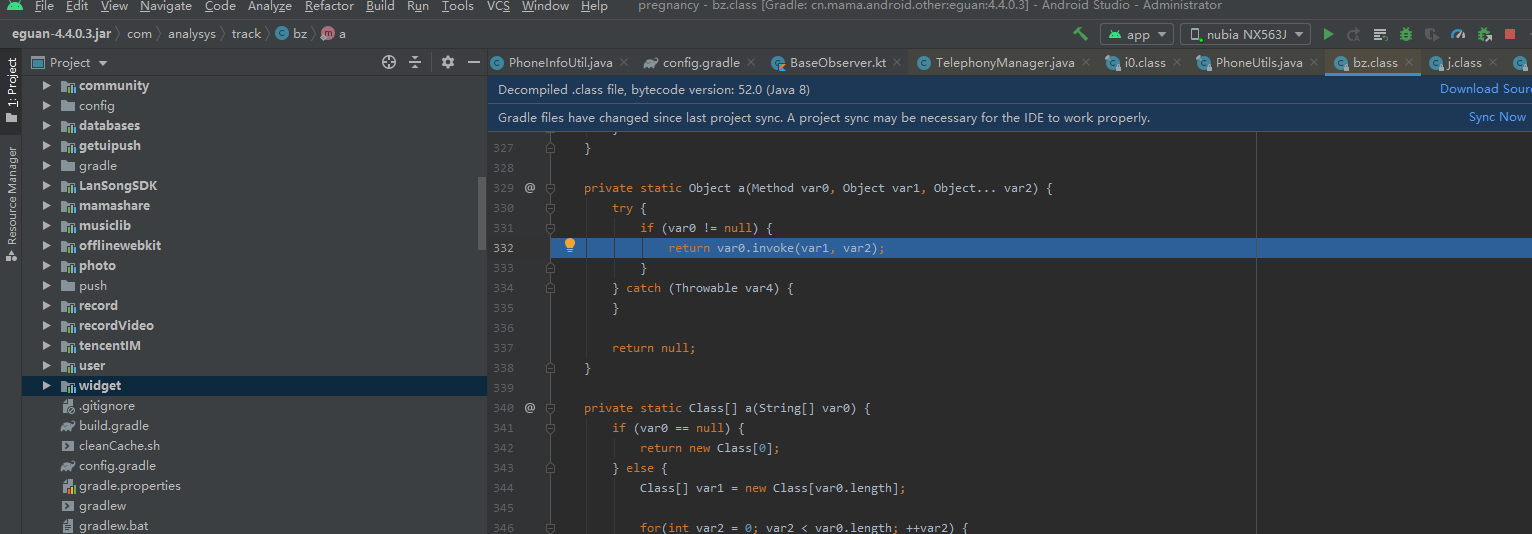 File Edit View Navigate Code Analyze Refactor Build Run Tools VCS Window Help pregnancy - bz.class [Gradle: cn.mama.android.other:eguan:4.4.0.3] - Android Studio - Administrator
eguan-4.4.0.3.jar com analysys track bz a app nubia NX563J
1: Project
Resource Manager
Project
community
config
databases
getuipush
gradle
LanSongSDK
mamashare
musiclib
offlinewebkit
photo
push
record
recordVideo
tencentIM
user
widget
.gitignore
build.gradle
cleanCache.sh
config.gradle
gradle.properties
gradlew
gradlew.bat
PhoneInfoUtil.java config.gradle BaseObserver.kt TelephonyManager.java i0.class PhoneUtils.java bz.class j.class
Decompiled .class file, bytecode version: 52.0 (Java 8) Download Sour
Gradle files have changed since last project sync. A project sync may be necessary for the IDE to work properly. Sync Now
327 }
328
329 @ private static Object a(Method var0, Object var1, Object... var2) {
330 try {
331 if (var0 != null) {
332 return var0.invoke(var1, var2);
333 }
334 } catch (Throwable var4) {
335 }
336
337 return null;
338 }
339
340 @ private static Class[] a(String[] var0) {
341 if (var0 == null) {
342 return new Class[0];
343 } else {
344 Class[] var1 = new Class[var0.length];
345
346 for(int var2 = 0; var2 < var0.length; ++var2) {